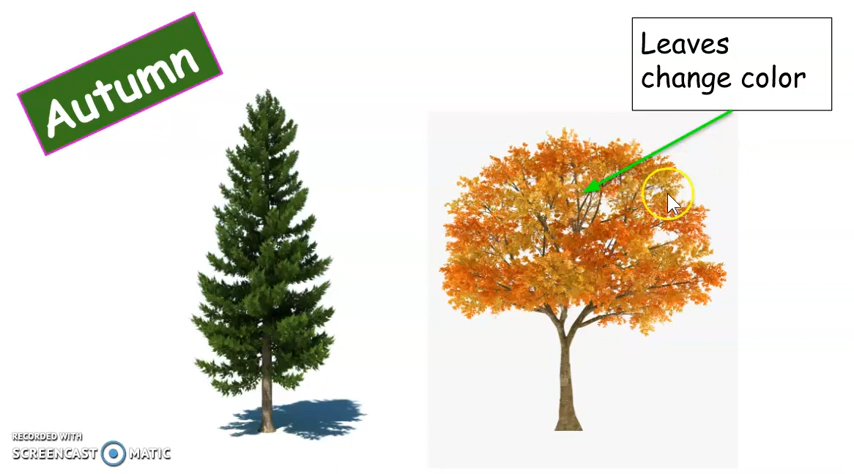 Autumn
Leaves
change color
RECORDED WITH
SCREENCAST MATIC